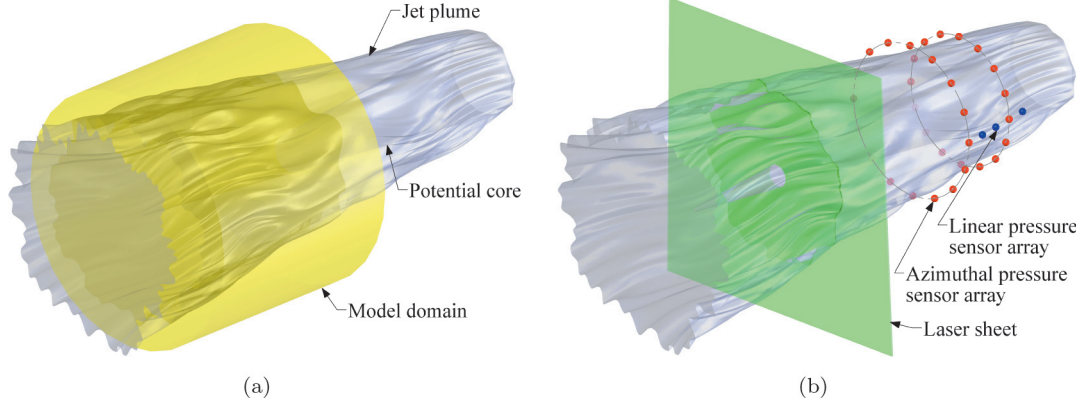 Jet plume
Potential core
Model domain
(a)
Linear pressure
sensor array
Azimuthal pressure
sensor array
Laser sheet
(b)